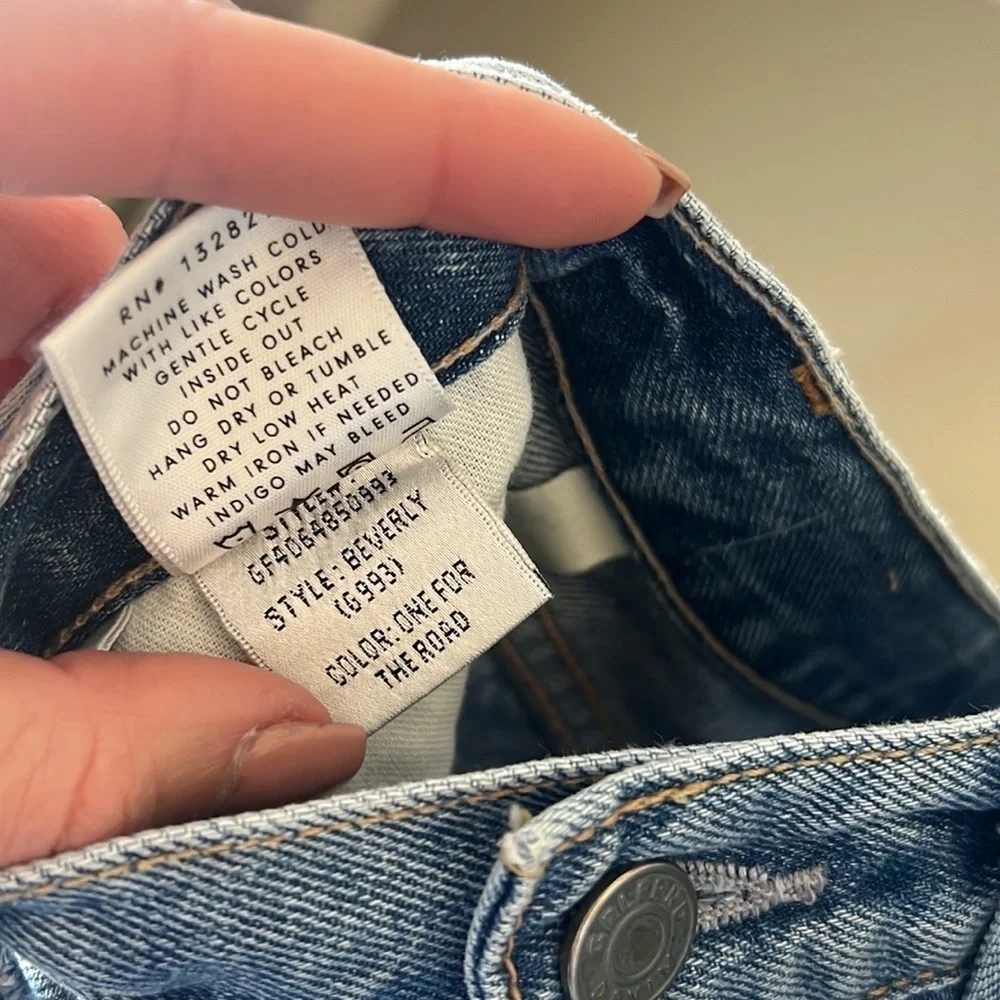 RN# 13282
MACHINE WASH COLD
WITH LIKE COLORS
GENTLE CYCLE
INSIDE OUT
DO NOT BLEACH
HANG DRY OR TUMBLE
DRY LOW HEAT
WARM IRON IF NEEDED
INDIGO MAY BLEED
STYLE#:
GF4064850993
STYLE: BEVERLY
(G993)
COLOR: ONE FOR
THE ROAD